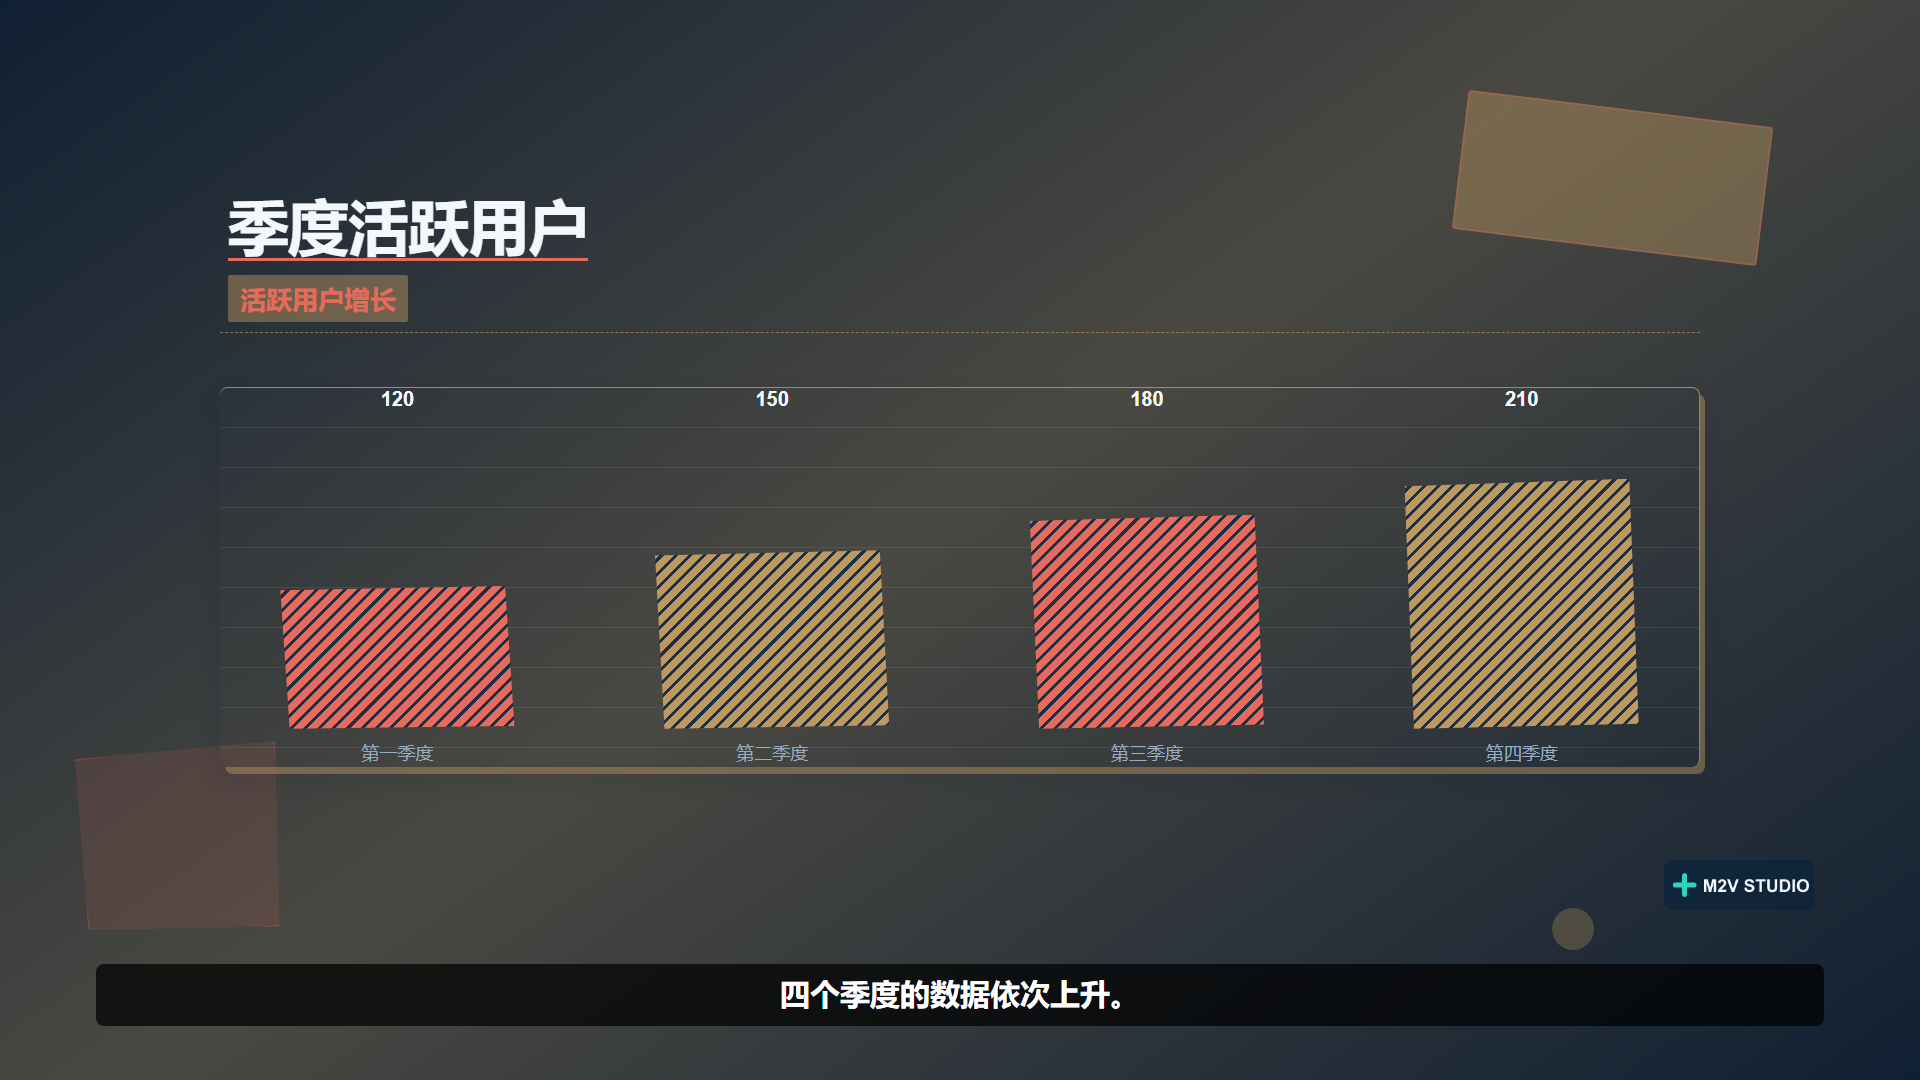 季度活跃用户
活跃用户增长
120 150 180 210
第一季度 第二季度 第三季度 第四季度
M2V STUDIO
四个季度的数据依次上升。